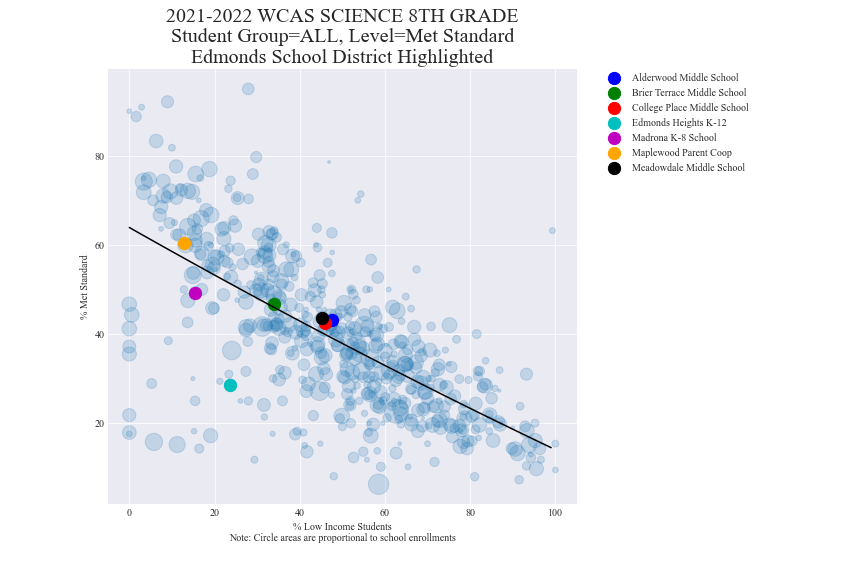 2021-2022 WCAS SCIENCE 8TH GRADE
Student Group=ALL, Level=Met Standard
Edmonds School District Highlighted
Alderwood Middle School
Brier Terrace Middle School
College Place Middle School
Edmonds Heights K-12
Madrona K-8 School
Maplewood Parent Coop
Meadowdale Middle School
% Met Standard
80
60
40
20
0 20 40 60 80 100
% Low Income Students
Note: Circle areas are proportional to school enrollments